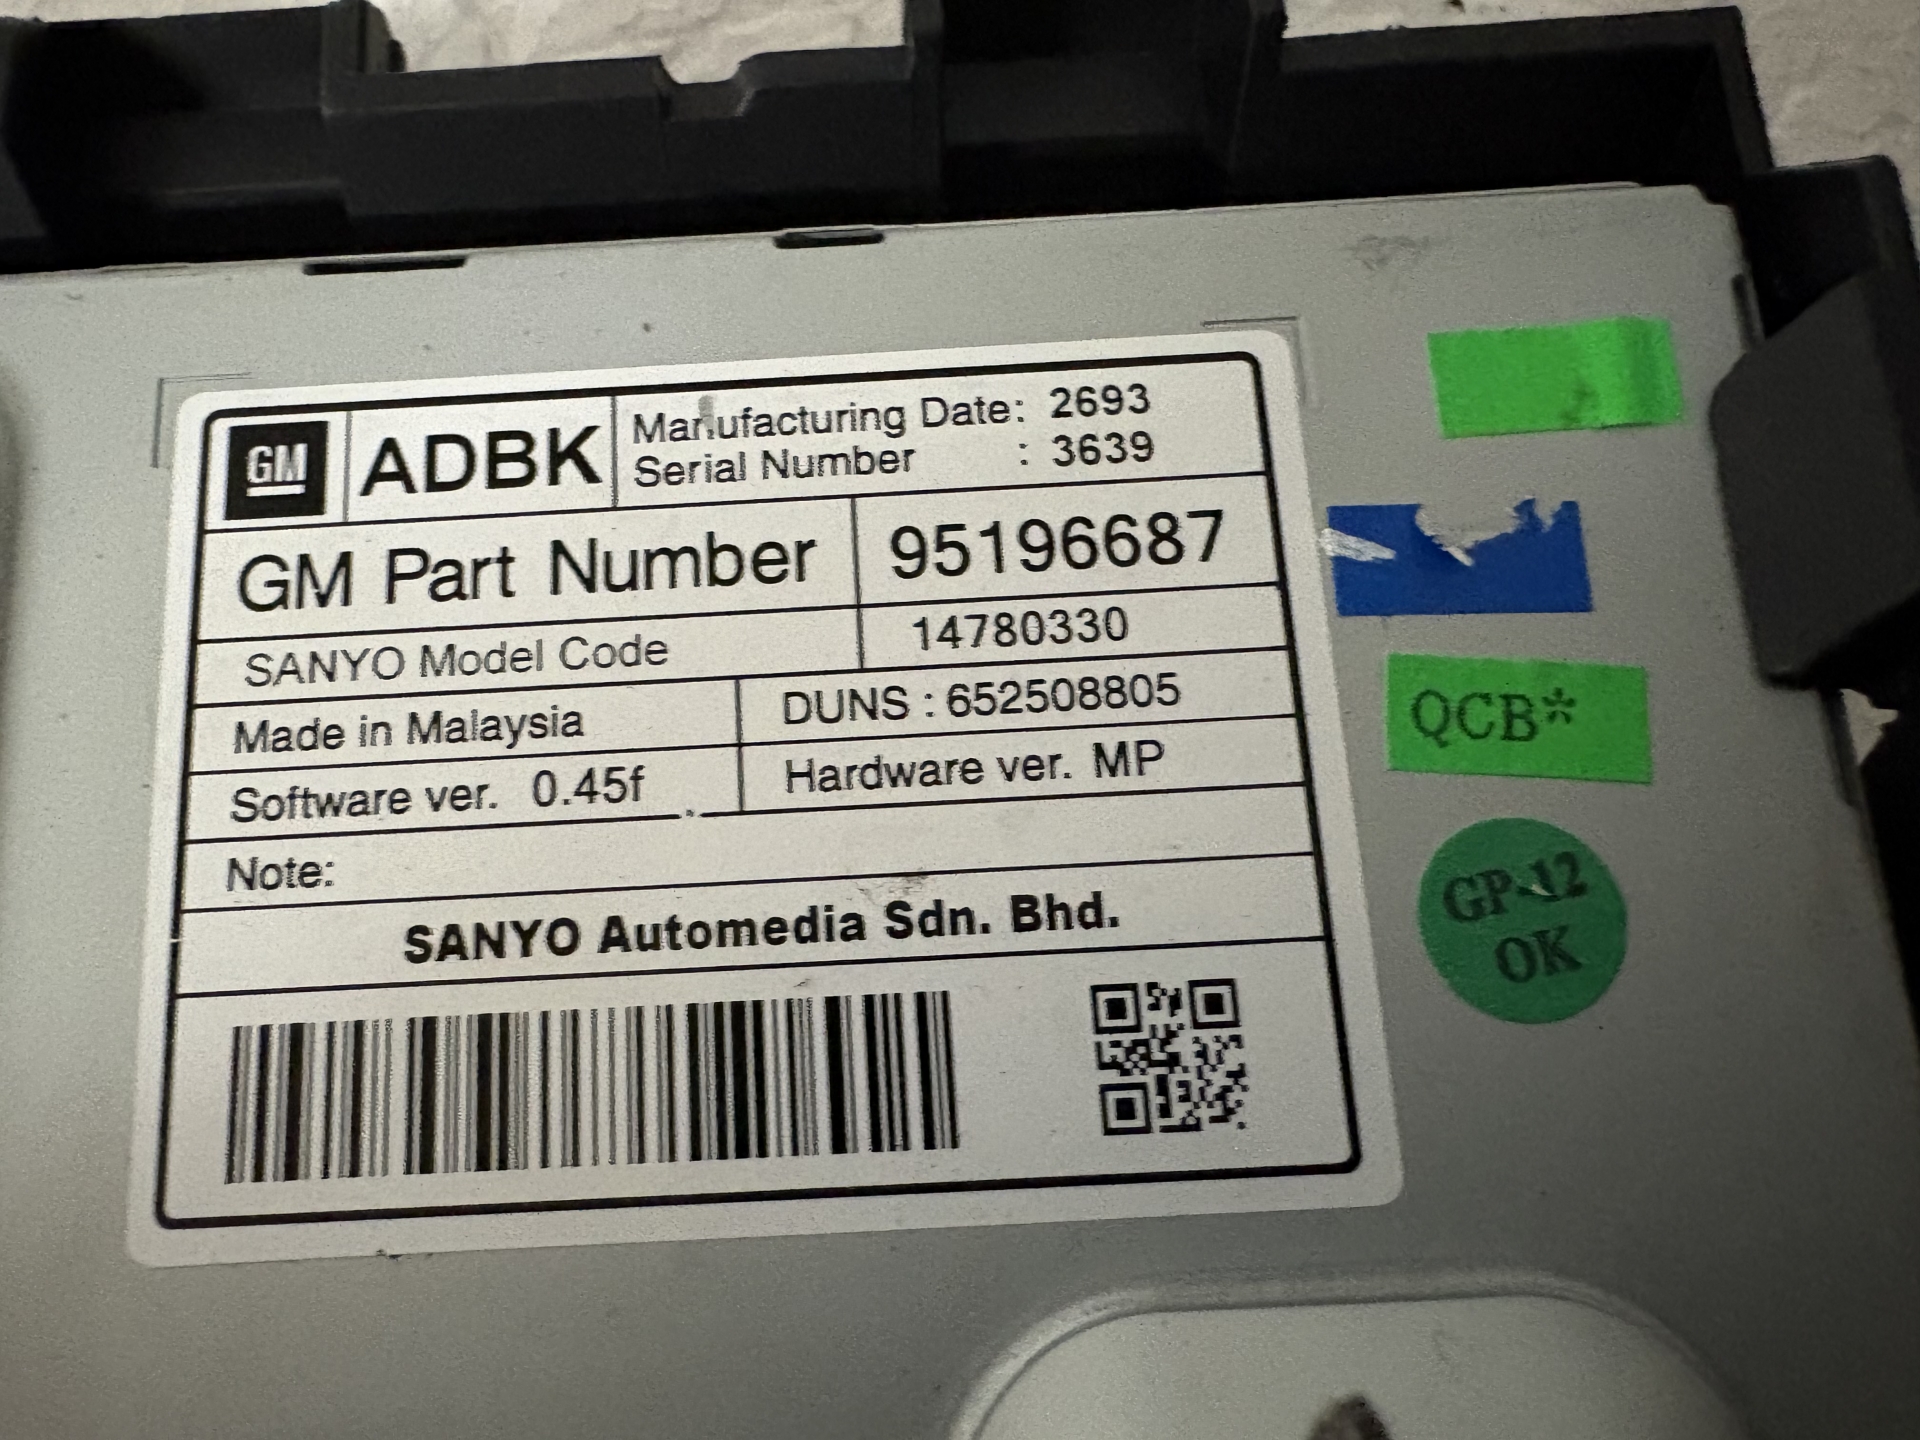 GM ADBK Manufacturing Date: 2693
Serial Number : 3639
GM Part Number 95196687
SANYO Model Code 14780330
Made in Malaysia DUNS : 652508805
Software ver. 0.45f Hardware ver. MP
Note:
SANYO Automedia Sdn. Bhd.
QCB*
GP-12
OK